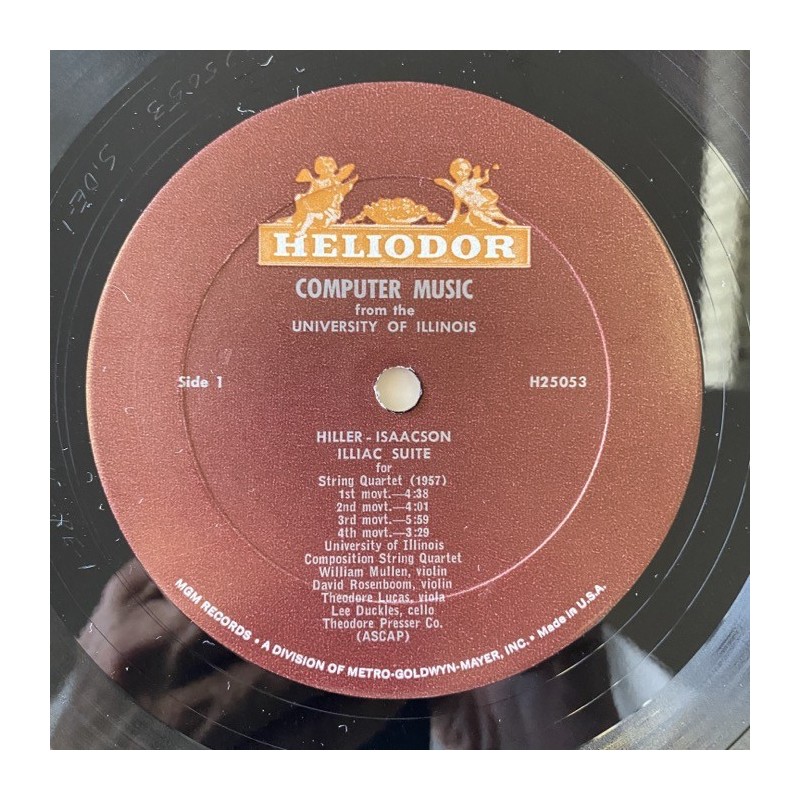 HELIODOR
COMPUTER MUSIC
from the
UNIVERSITY OF ILLINOIS
Side 1
H25053
HILLER - ISAACSON
ILLIAC SUITE
for
String Quartet (1957)
1st movt.—4:38
2nd movt.—4:01
3rd movt.—5:59
4th movt.—3:29
University of Illinois
Composition String Quartet
William Mullen, violin
David Rosenboom, violin
Theodore Lucas, viola
Lee Duckles, cello
Theodore Presser Co.
(ASCAP)
MGM RECORDS • A DIVISION OF METRO-GOLDWYN-MAYER, INC. • Made in U.S.A.
SIDE-1